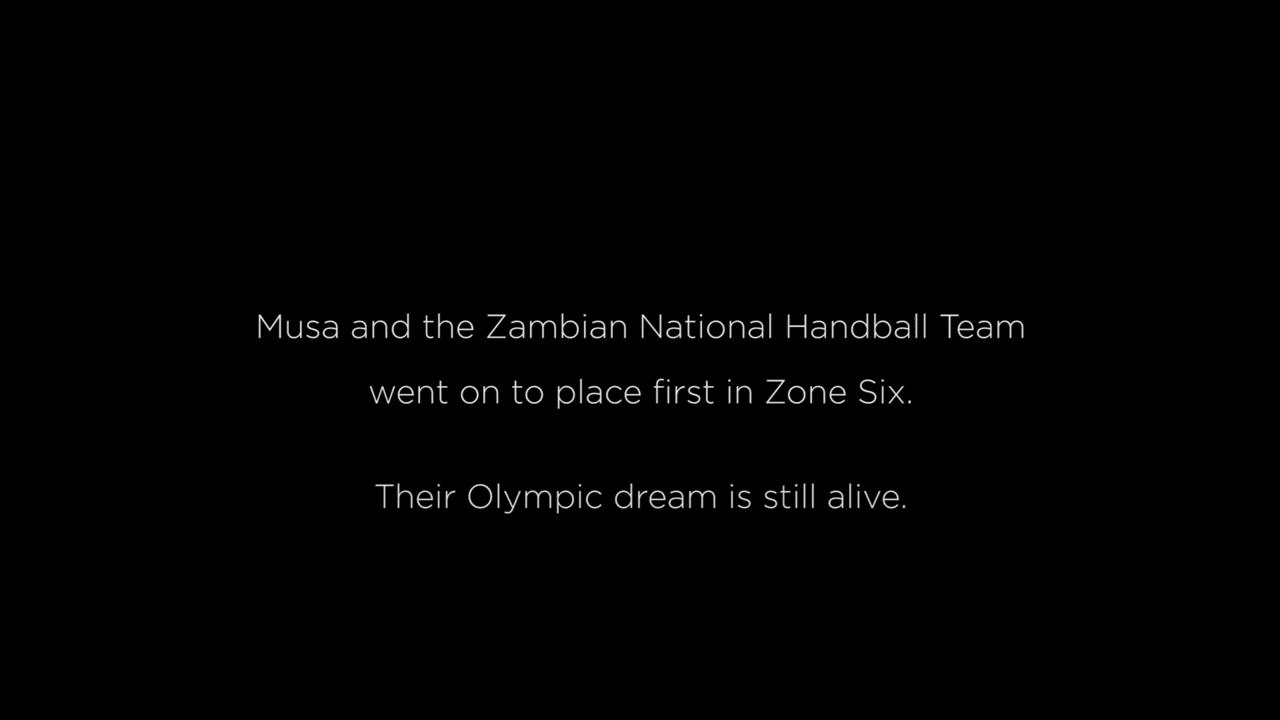 Musa and the Zambian National Handball Team
went on to place first in Zone Six.
Their Olympic dream is still alive.